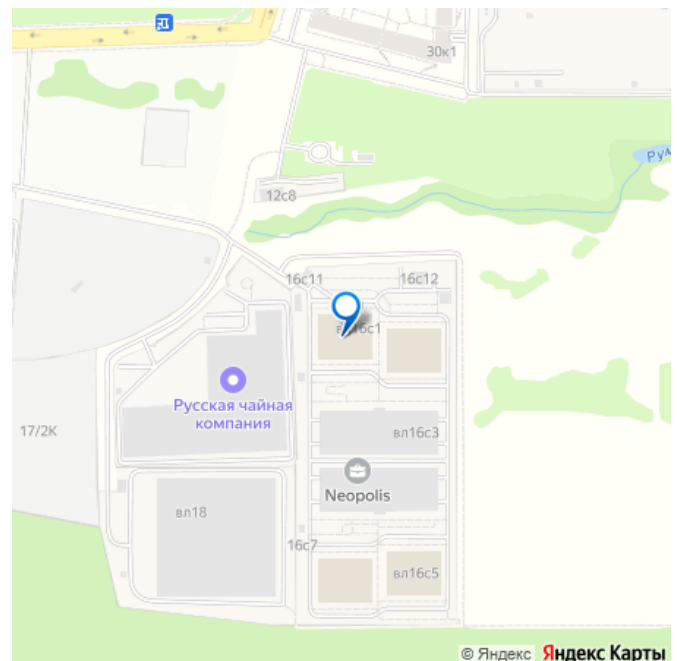 30к1
Рум
12с8
16с11
16с12
вл16с1
Русская чайная
компания
17/2К
вл16с3
Neopolis
вл18
16с7
вл16с5
© Яндекс Яндекс Карты